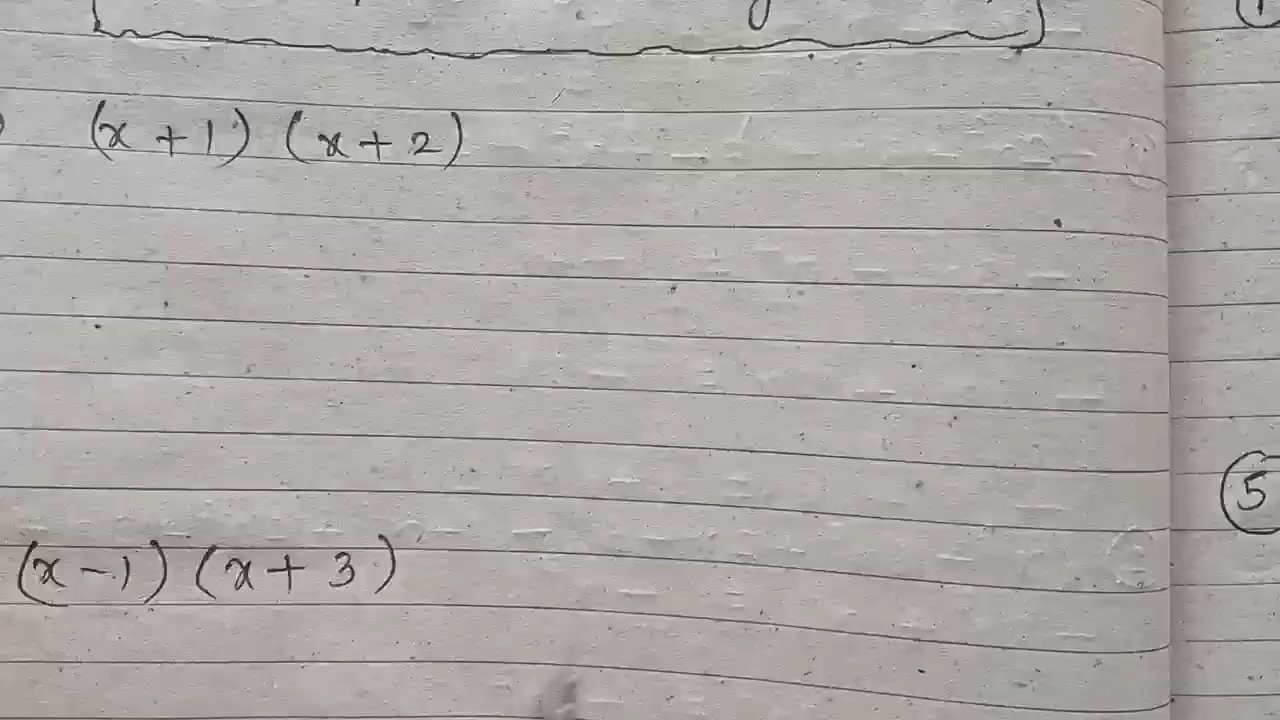 (x + 1) (x + 2)
(x - 1) (x + 3)
5